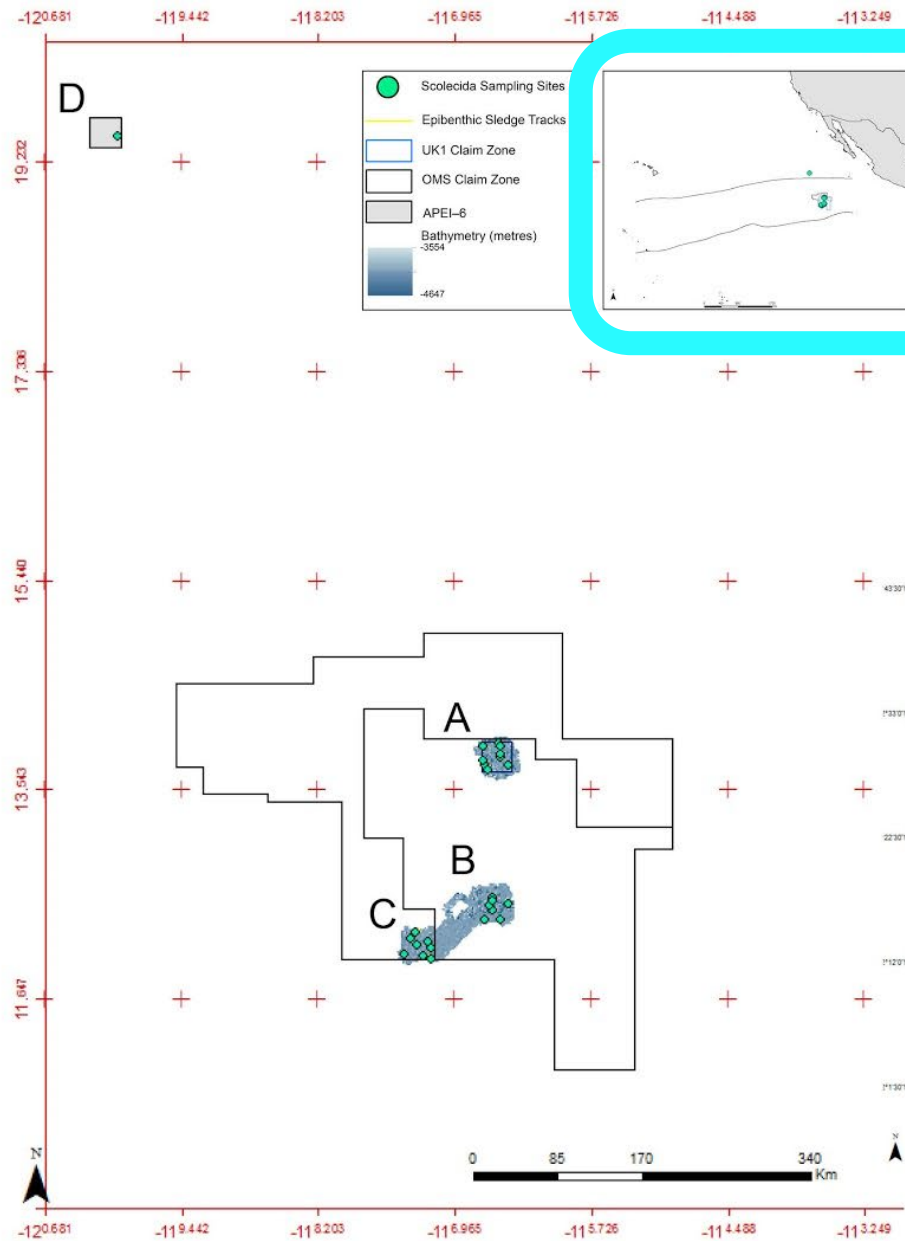 -120.681 -119.442 -118.203 -116.965 -115.726 -114.488 -113.249
D
Scolecida Sampling Sites
Epibenthic Sledge Tracks
UK1 Claim Zone
OMS Claim Zone
APEI–6
Bathymetry (metres)
-3554
-4647
19.232
17.336
15.440
13.543
11.647
A
B
C
43'30"
N
N
0 85 170 340
Km
-120.681 -119.442 -118.203 -116.965 -115.726 -114.488 -113.249